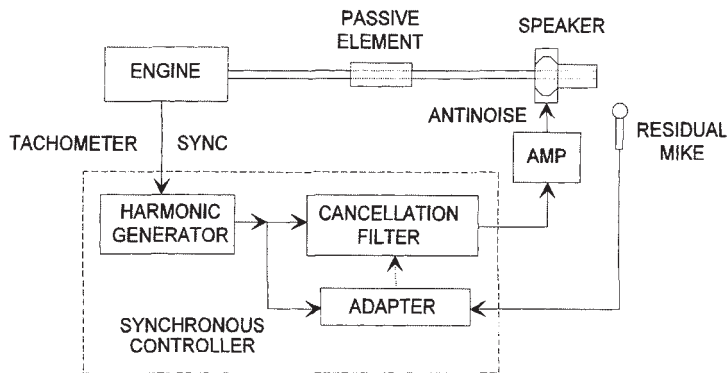 PASSIVE
ELEMENT
SPEAKER
ENGINE
ANTINOISE
RESIDUAL
MIKE
TACHOMETER
SYNC
AMP
HARMONIC
GENERATOR
CANCELLATION
FILTER
ADAPTER
SYNCHRONOUS
CONTROLLER